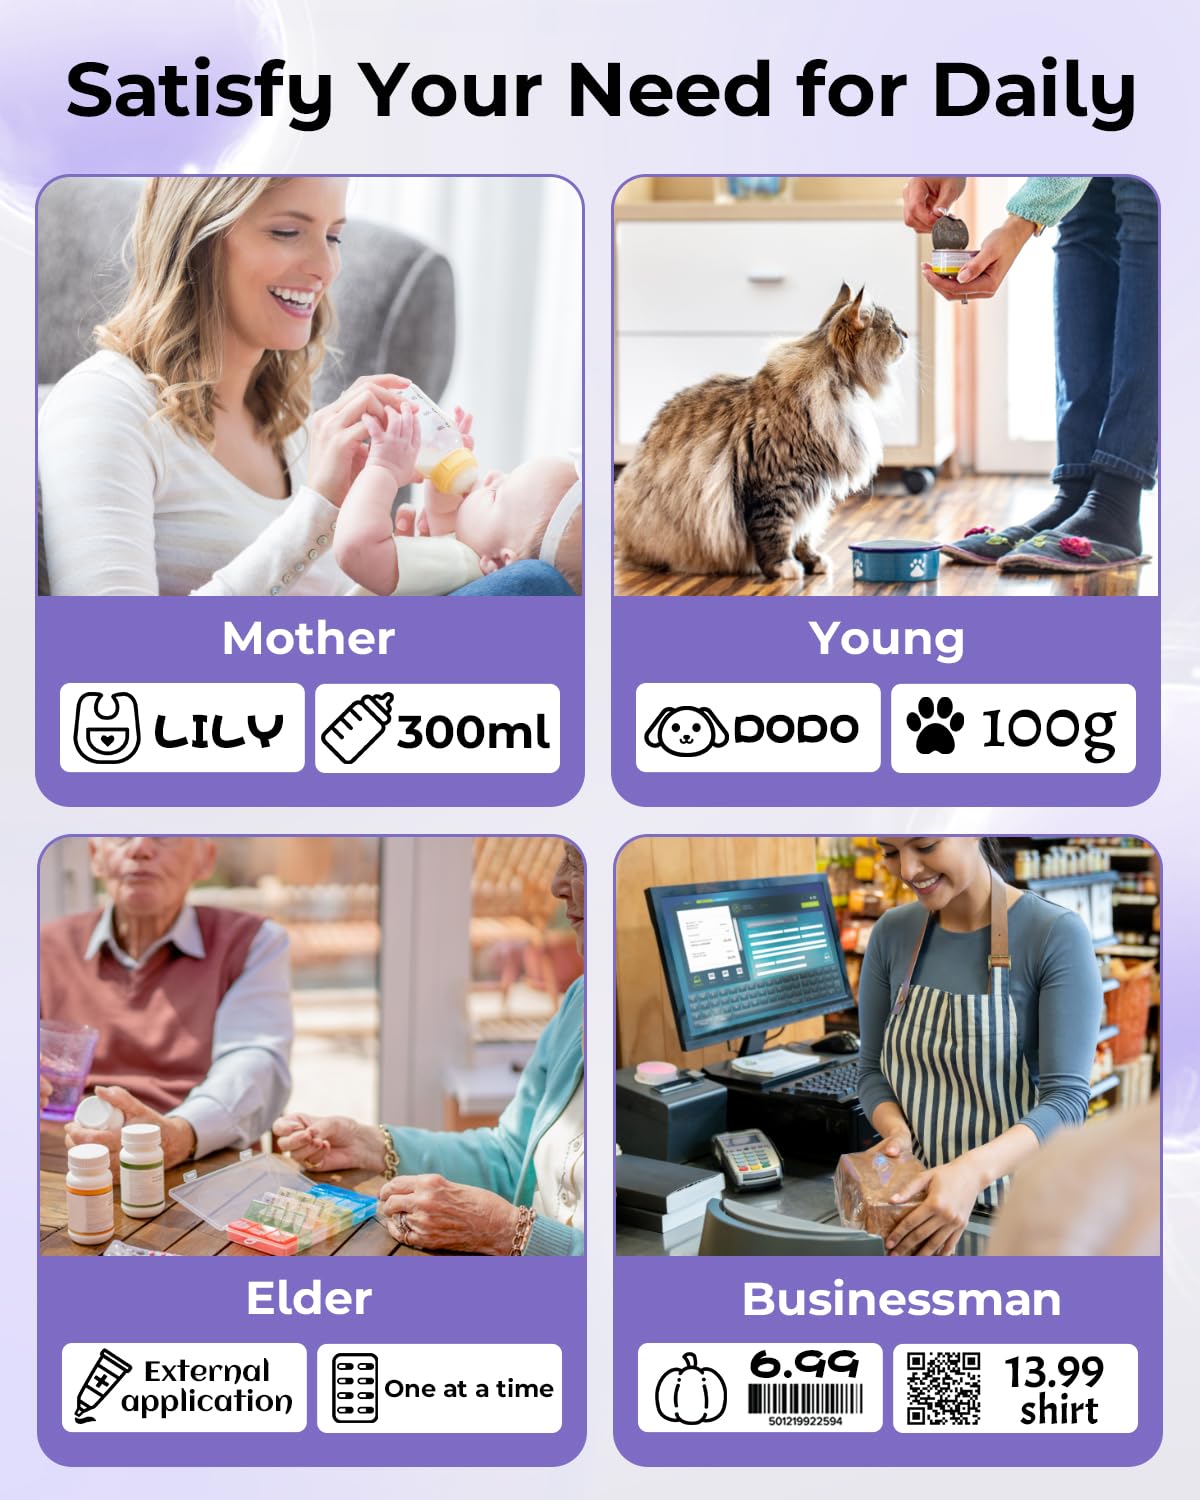 Satisfy Your Need for Daily
Mother
LILY
300ml
Young
DODO
100g
Elder
External
application
One at a time
Businessman
6.99
501219922594
13.99
shirt